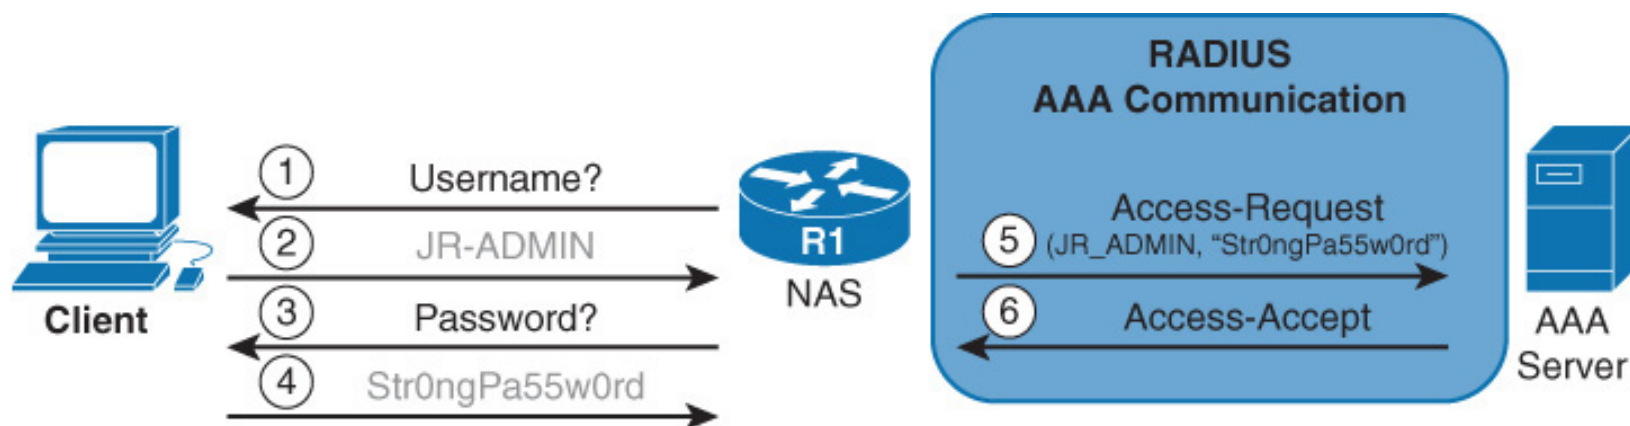 RADIUS
AAA Communication
1
Username?
2
JR-ADMIN
3
Password?
4
Str0ngPa55w0rd
Client
R1
NAS
5
Access-Request
(JR_ADMIN, “Str0ngPa55w0rd”)
6
Access-Accept
AAA
Server